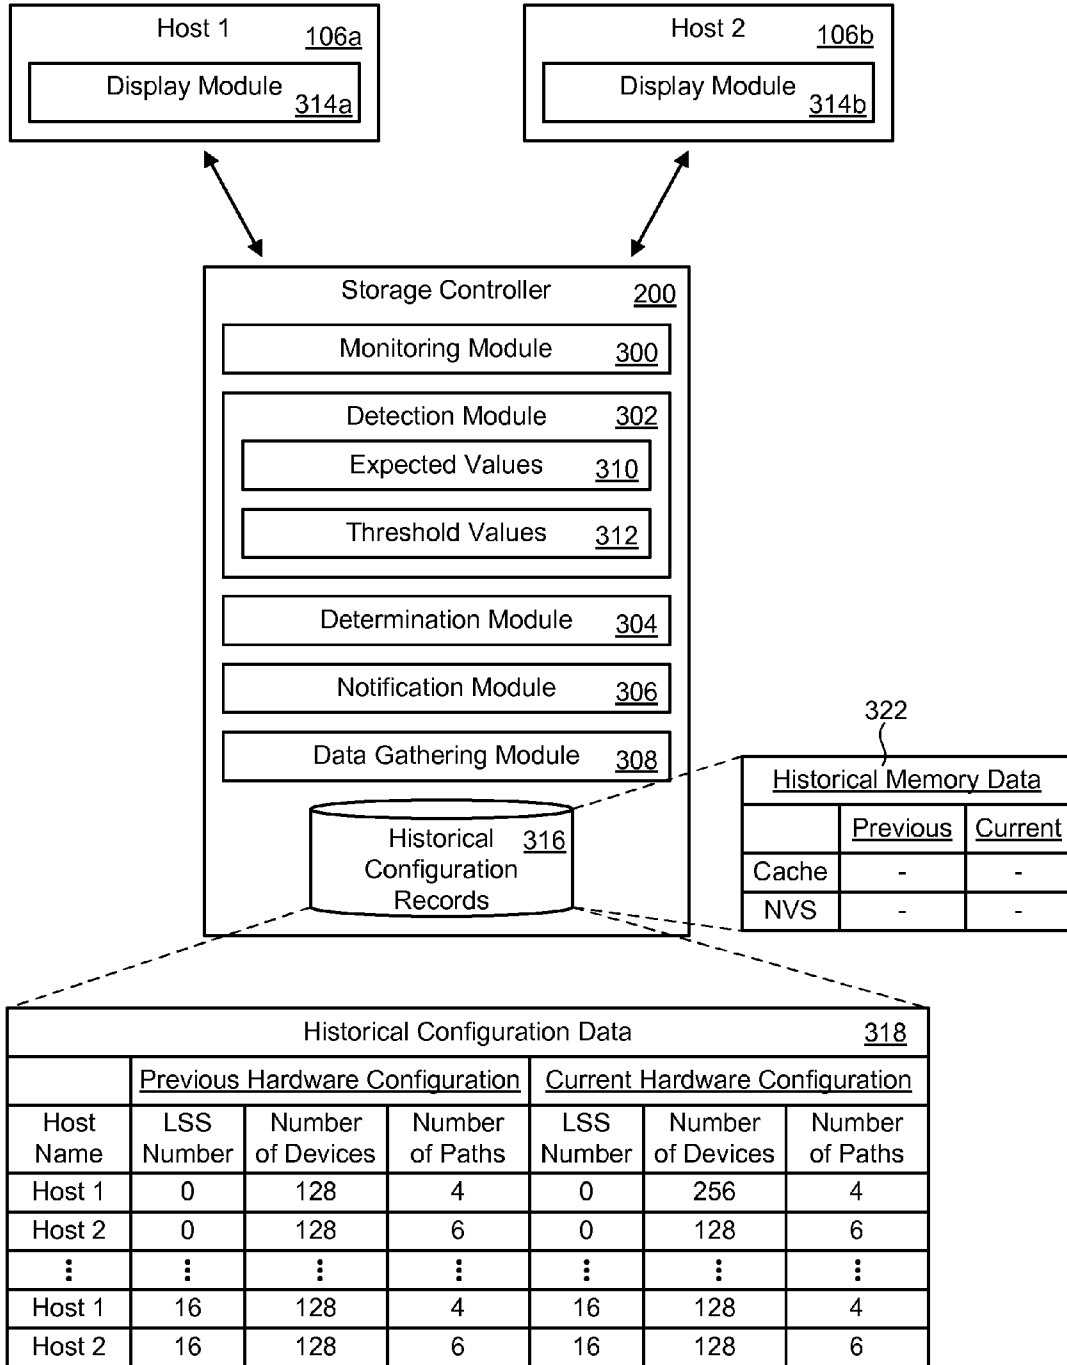 Host 1 106a
Display Module 314a
Host 2 106b
Display Module 314b
Storage Controller 200
Monitoring Module 300
Detection Module 302
Expected Values 310
Threshold Values 312
Determination Module 304
Notification Module 306
Data Gathering Module 308
Historical 316
Configuration
Records
322
Historical Memory Data
Previous Current
Cache - -
NVS - -
Historical Configuration Data 318
Previous Hardware Configuration Current Hardware Configuration
Host LSS Number Number LSS Number Number
Name Number of Devices of Paths Number of Devices of Paths
Host 1 0 128 4 0 256 4
Host 2 0 128 6 0 128 6
⋮ ⋮ ⋮ ⋮ ⋮ ⋮ ⋮
Host 1 16 128 4 16 128 4
Host 2 16 128 6 16 128 6